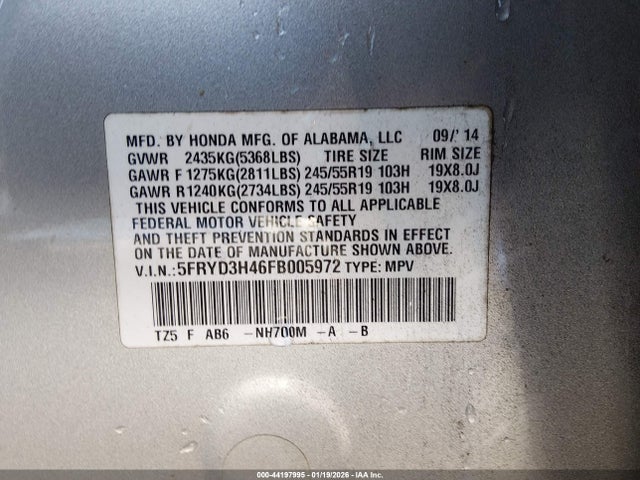 MFD. BY HONDA MFG. OF ALABAMA, LLC 09/' 14
GVWR 2435KG(5368LBS) TIRE SIZE RIM SIZE
GAWR F 1275KG(2811LBS) 245/55R19 103H 19X8.0J
GAWR R1240KG(2734LBS) 245/55R19 103H 19X8.0J
THIS VEHICLE CONFORMS TO ALL APPLICABLE
FEDERAL MOTOR VEHICLE SAFETY
AND THEFT PREVENTION STANDARDS IN EFFECT
ON THE DATE OF MANUFACTURE SHOWN ABOVE.
V.I.N.:5FRYD3H46FB005972 TYPE: MPV
TZ5 F AB6 -NH700M -A -B
000-44197995 - 01/19/2026 - IAA Inc.